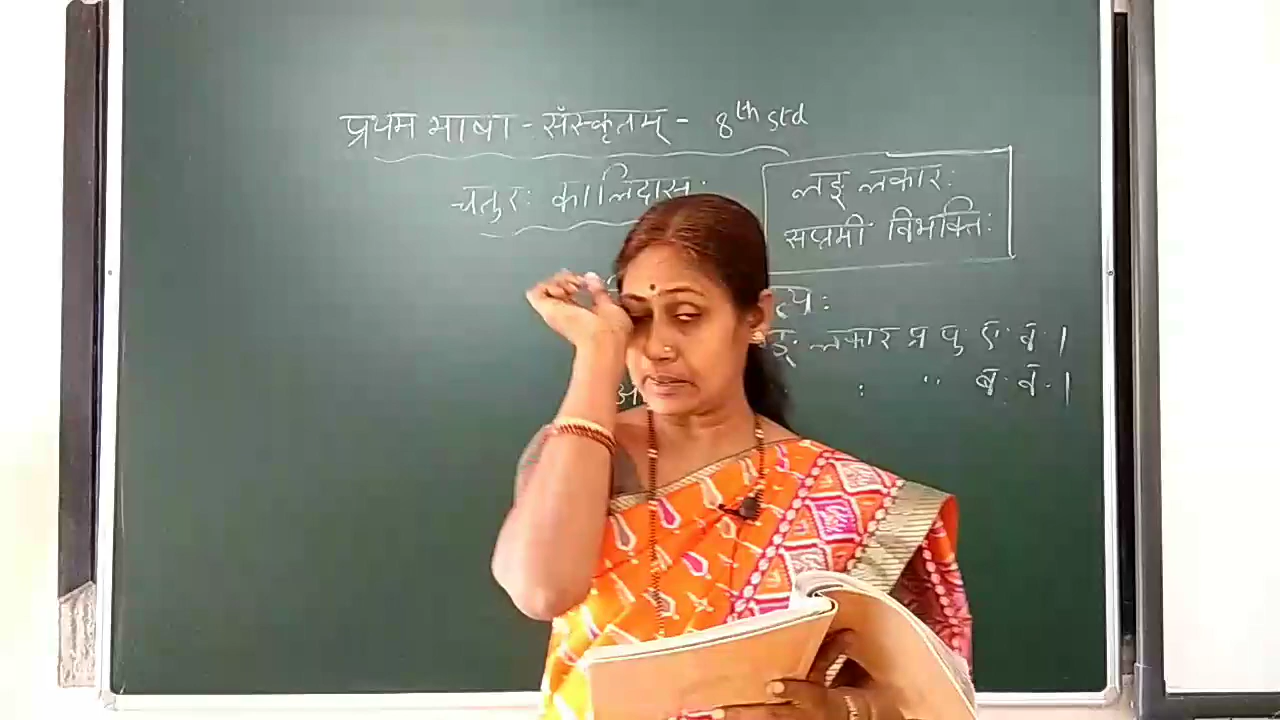 प्रथम भाषा - संस्कृतम् - 8th std
चतुरः कालिदासः
लङ् लकारः
सप्तमी विभक्तिः
लकार प्र पु ए. व. ।
" ब. व. ।